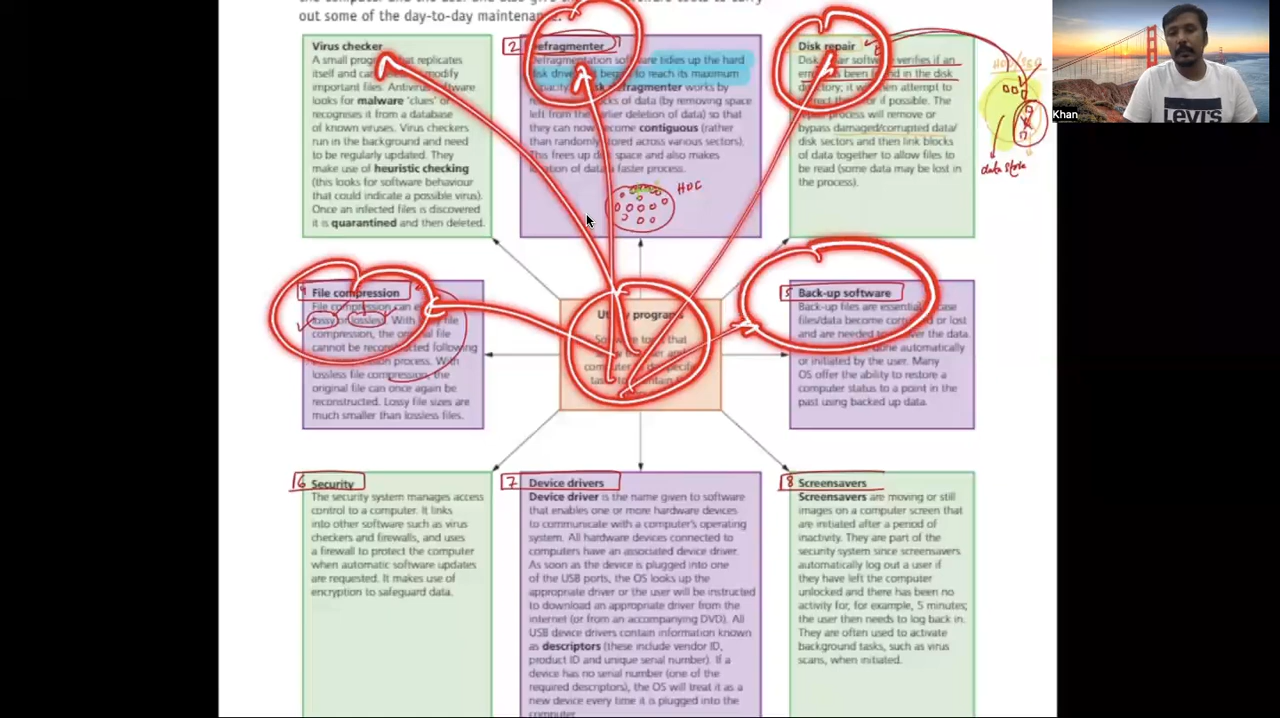 out some of the day-to-day maintenance.
Virus checker
A small program that replicates
itself and can modify
important files. Antivirus software
looks for malware 'clues' or
recognises it from a database
of known viruses. Virus checkers
run in the background and need
to be regularly updated. They
make use of heuristic checking
(this looks for software behaviour
that could indicate a possible virus).
Once an infected files is discovered
it is quarantined and then deleted.
2 Defragmenter
Defragmentation software tidies up the hard
disk drive to reach its maximum
defragmenter works by
of data (by removing space
left from the earlier deletion of data) so that
they can now become contiguous (rather
than randomly stored across various sectors).
This frees up disk space and also makes
location of data a faster process.
HDC
Disk repair
Disk repair software verifies if an
error has been found in the disk
directory; it will then attempt to
correct the error if possible. The
process will remove or
bypass damaged/corrupted data/
disk sectors and then link blocks
of data together to allow files to
be read (some data may be lost in
the process).
data store
Khan
LEVI'S
4 File compression
File compression can
lossy or lossless. With file
compression, the original file
cannot be reconstructed following
process. With
lossless file compression, the
original file can once again be
reconstructed. Lossy file sizes are
much smaller than lossless files.
Utility programs
Software that
5 Back-up software
Back-up files are essential case
files/data become corrupted or lost
and are needed to recover the data.
done automatically
or initiated by the user. Many
OS offer the ability to restore a
computer status to a point in the
past using backed up data.
6 Security
The security system manages access
control to a computer. It links
into other software such as virus
checkers and firewalls, and uses
a firewall to protect the computer
when automatic software updates
are requested. It makes use of
encryption to safeguard data.
7 Device drivers
Device driver is the name given to software
that enables one or more hardware devices
to communicate with a computer's operating
system. All hardware devices connected to
computers have an associated device driver.
As soon as the device is plugged into one
of the USB ports, the OS looks up the
appropriate driver or the user will be instructed
to download an appropriate driver from the
internet (or from an accompanying DVD). All
USB device drivers contain information known
as descriptors (these include vendor ID,
product ID and unique serial number). If a
device has no serial number (one of the
required descriptors), the OS will treat it as a
new device every time it is plugged into the
computer.
8 Screensavers
Screensavers are moving or still
images on a computer screen that
are initiated after a period of
inactivity. They are part of the
security system since screensavers
automatically log out a user if
they have left the computer
unlocked and there has been no
activity for, for example, 5 minutes;
the user then needs to log back in.
They are often used to activate
background tasks, such as virus
scans, when initiated.